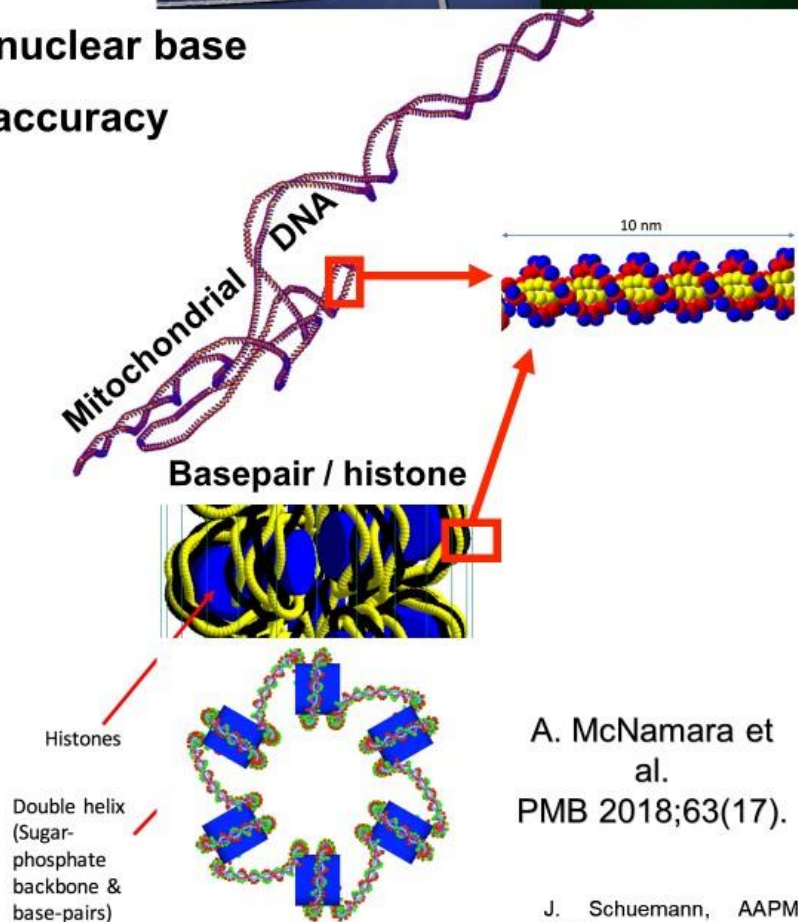 nuclear base
accuracy
10 nm
Mitochondrial DNA
Basepair / histone
Histones
Double helix
(Sugar-
phosphate
backbone &
base-pairs)
A. McNamara et
al.
PMB 2018;63(17).
J. Schuemann, AAPM